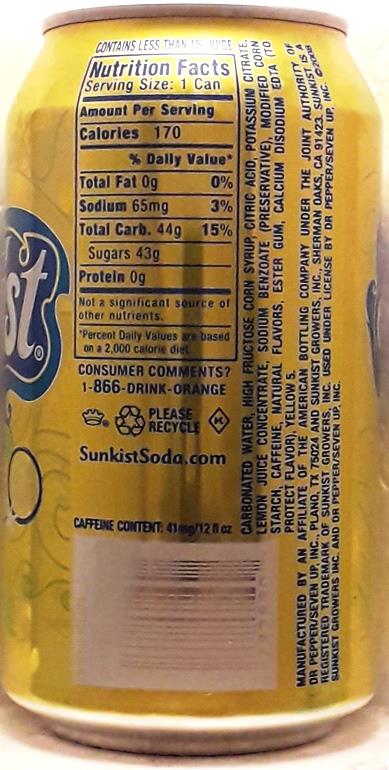 st®
CONTAINS LESS THAN 1% JUICE
Nutrition Facts
Serving Size: 1 Can
Amount Per Serving
Calories 170
% Daily Value*
Total Fat 0g 0%
Sodium 65mg 3%
Total Carb. 44g 15%
Sugars 43g
Protein 0g
Not a significant source of
other nutrients.
*Percent Daily Values are based
on a 2,000 calorie diet.
CONSUMER COMMENTS?
1-866-DRINK-ORANGE
PLEASE
RECYCLE
K
SunkistSoda.com
CAFFEINE CONTENT: 41mg/12 fl oz
CARBONATED WATER, HIGH FRUCTOSE CORN SYRUP, CITRIC ACID, POTASSIUM CITRATE,
LEMON JUICE CONCENTRATE, SODIUM BENZOATE (PRESERVATIVE), MODIFIED CORN
STARCH, CAFFEINE, NATURAL FLAVORS, ESTER GUM, CALCIUM DISODIUM EDTA (TO
PROTECT FLAVOR), YELLOW 5.
MANUFACTURED BY AN AFFILIATE OF THE AMERICAN BOTTLING COMPANY UNDER THE JOINT AUTHORITY OF
DR PEPPER/SEVEN UP, INC., PLANO, TX 75024 AND SUNKIST GROWERS, INC., SHERMAN OAKS, CA 91423. SUNKIST IS A
REGISTERED TRADEMARK OF SUNKIST GROWERS, INC. USED UNDER LICENSE BY DR PEPPER/SEVEN UP, INC.
SUNKIST GROWERS INC. AND DR PEPPER/SEVEN UP, INC.